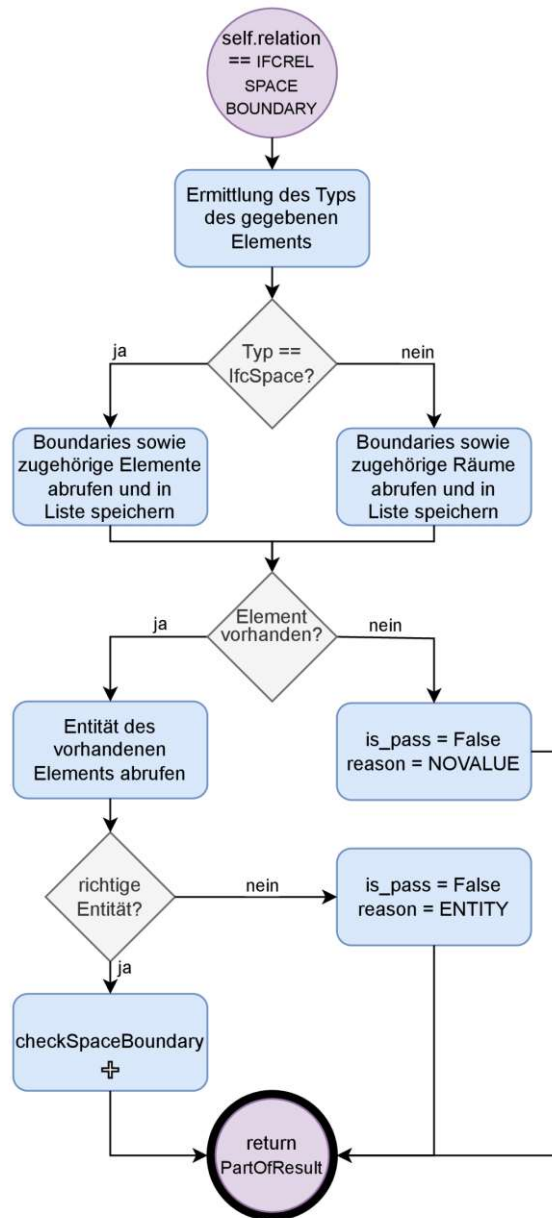 self.relation
== IFCREL
SPACE
BOUNDARY
Ermittlung des Typs
des gegebenen
Elements
ja
Typ ==
IfcSpace?
nein
Boundaries sowie
zugehörige Elemente
abrufen und in
Liste speichern
Boundaries sowie
zugehörige Räume
abrufen und in
Liste speichern
ja
Element
vorhanden?
nein
Entität des
vorhandenen
Elements abrufen
is_pass = False
reason = NOVALUE
richtige
Entität?
nein
is_pass = False
reason = ENTITY
ja
checkSpaceBoundary
return
PartOfResult